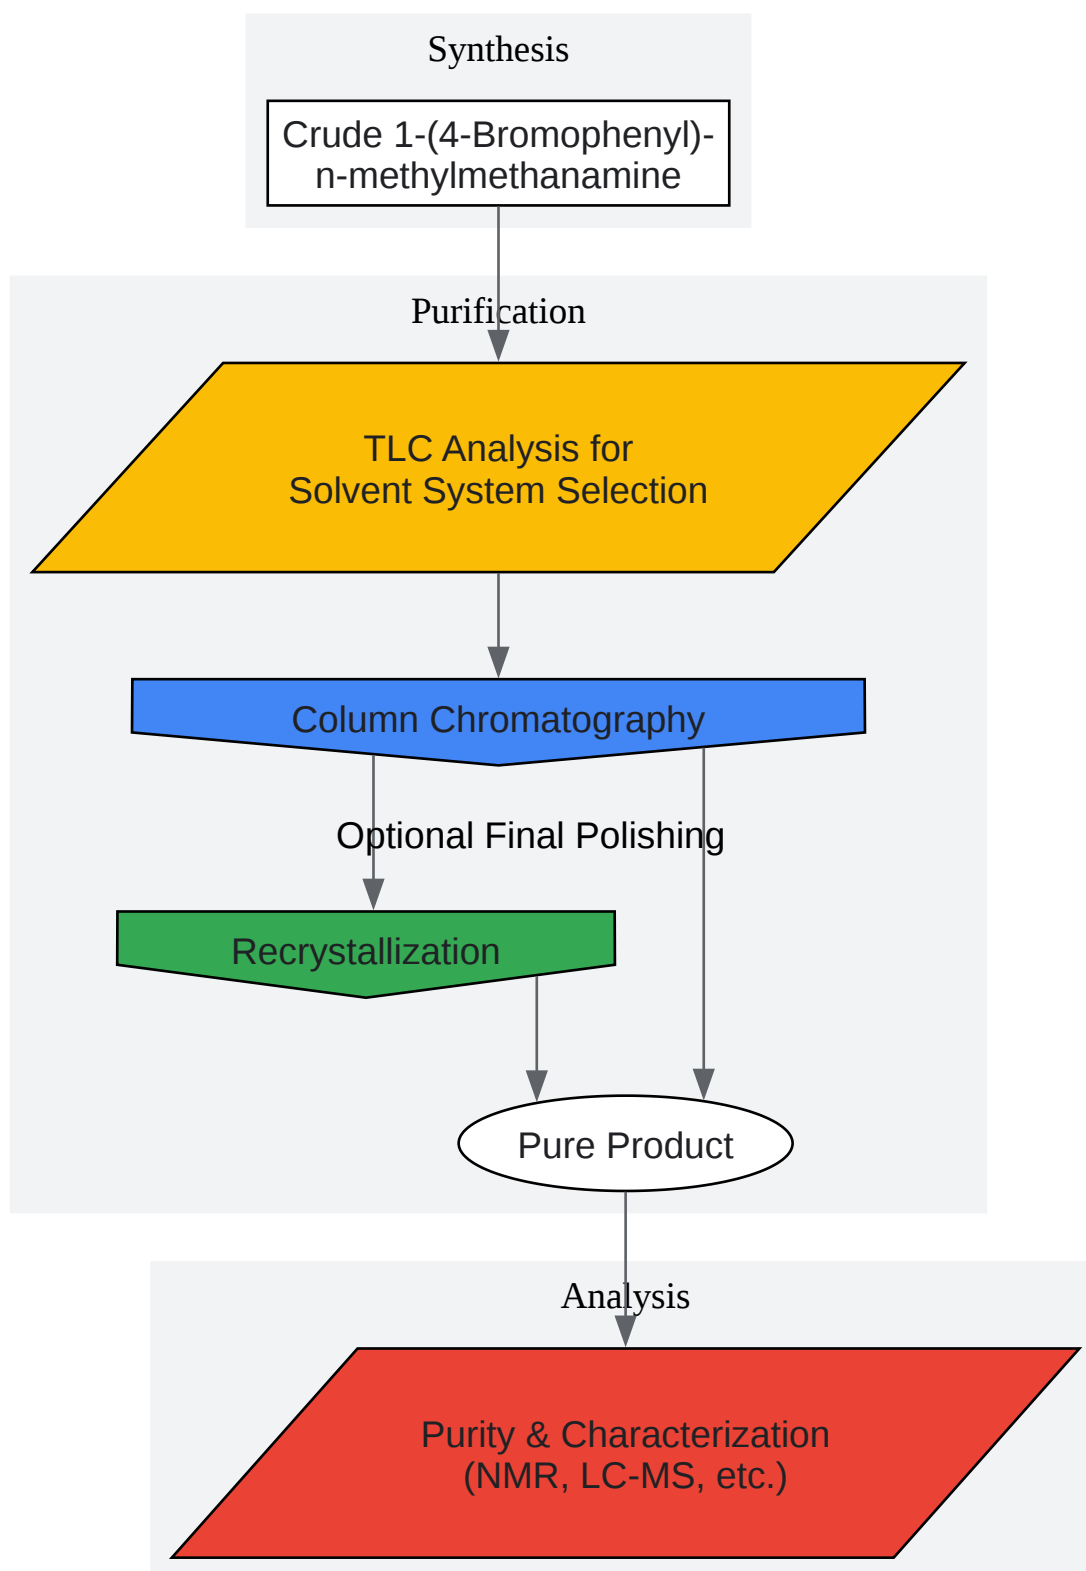 Synthesis
Crude 1-(4-Bromophenyl)-
n-methylmethanamine
Purification
TLC Analysis for
Solvent System Selection
Column Chromatography
Optional Final Polishing
Recrystallization
Pure Product
Analysis
Purity & Characterization
(NMR, LC-MS, etc.)